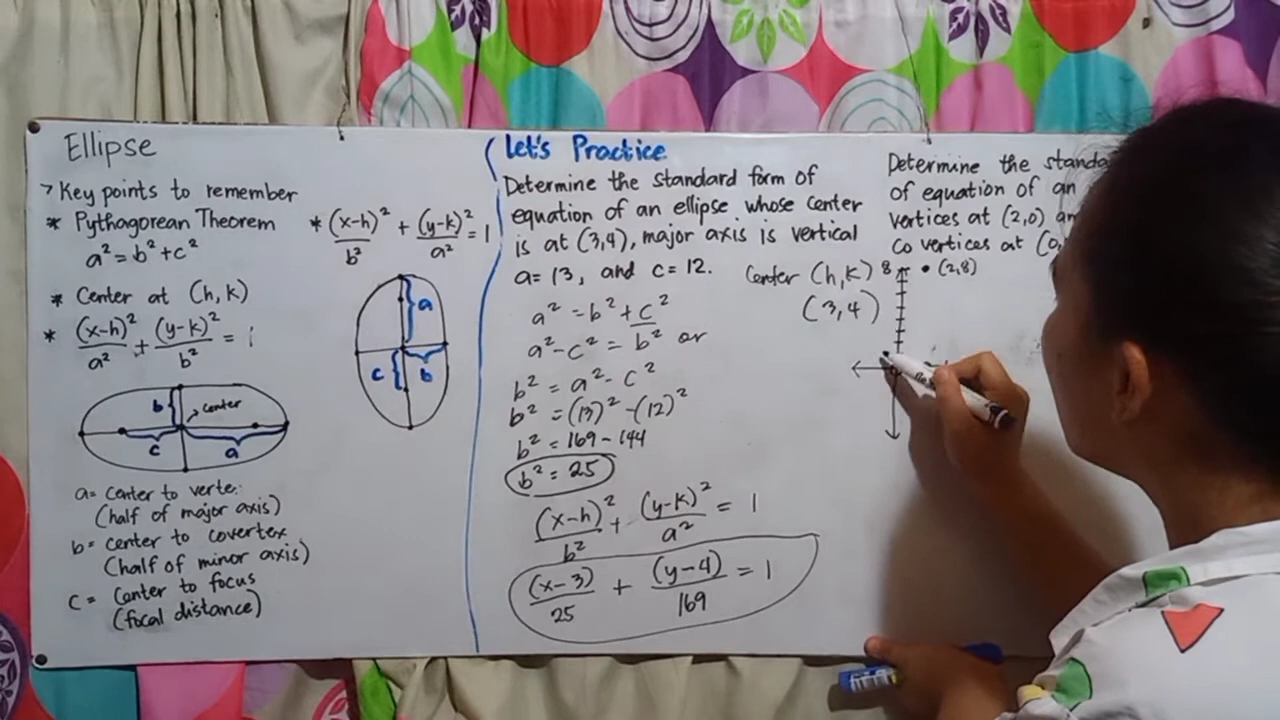 Ellipse
> Key points to remember
* Pythagorean Theorem
a² = b² + c²
* Center at (h, k)
* (x-h)²/a² + (y-k)²/b² = 1
b
center
c
a
a = center to verte
(half of major axis)
b = center to covertex
(half of minor axis)
c = center to focus
(focal distance)
* (x-h)²/b² + (y-k)²/a² = 1
a
c
b
Let's Practice
Determine the standard form of
equation of an ellipse whose center
is at (3,4), major axis is vertical
a = 13, and c = 12.
a² = b² + c²
a² - c² = b² or
b² = a² - c²
b² = (13)² - (12)²
b² = 169 - 144
b² = 25
(x-h)²/b² + (y-k)²/a² = 1
(x-3)/25 + (y-4)/169 = 1
Center (h, k)
(3,4)
Determine the standa
of equation of an
vertices at (2,0) an
Co vertices at (0,
8
(2,8)